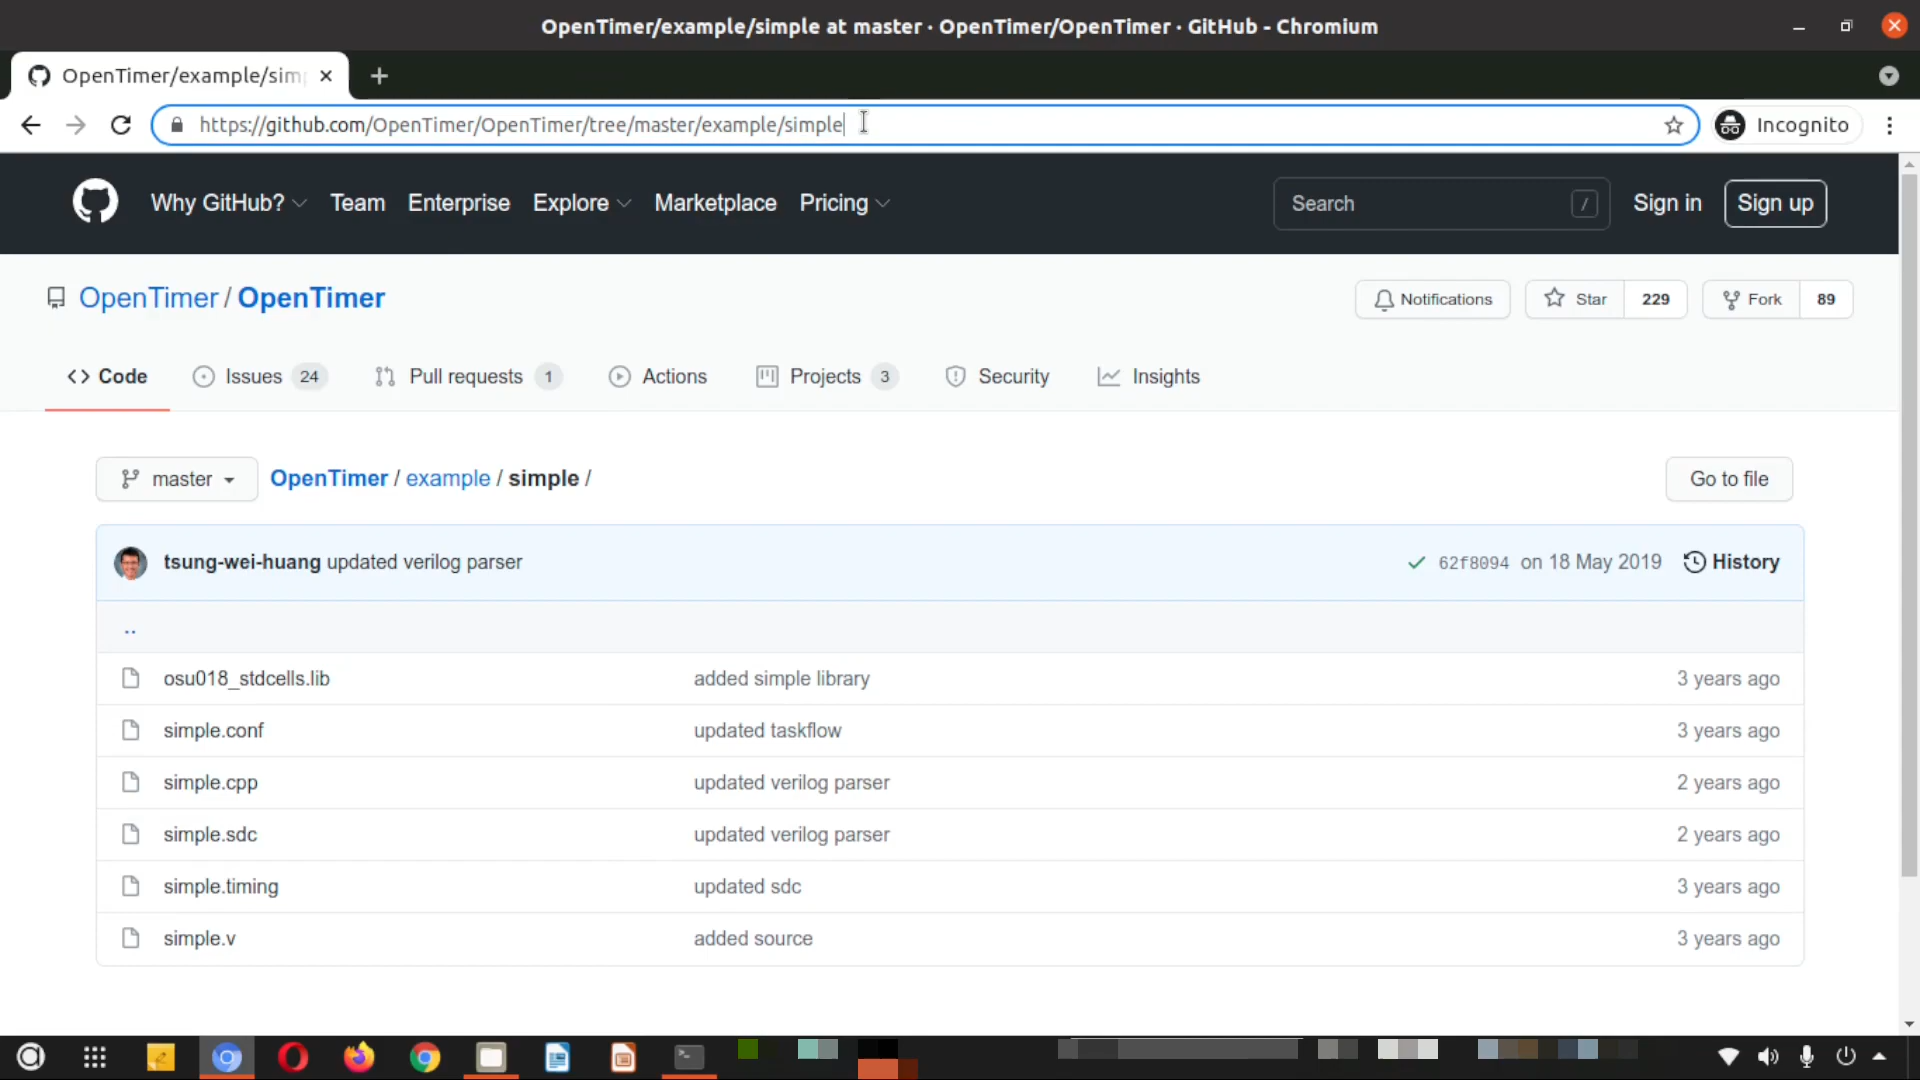 OpenTimer/example/simple at master · OpenTimer/OpenTimer · GitHub - Chromium
OpenTimer/example/sim
https://github.com/OpenTimer/OpenTimer/tree/master/example/simple
Incognito
Why GitHub? Team Enterprise Explore Marketplace Pricing Search / Sign in Sign up
OpenTimer / OpenTimer
Notifications Star 229 Fork 89
Code Issues 24 Pull requests 1 Actions Projects 3 Security Insights
master OpenTimer / example / simple / Go to file
tsung-wei-huang updated verilog parser 62f8094 on 18 May 2019 History
..
osu018_stdcells.lib added simple library 3 years ago
simple.conf updated taskflow 3 years ago
simple.cpp updated verilog parser 2 years ago
simple.sdc updated verilog parser 2 years ago
simple.timing updated sdc 3 years ago
simple.v added source 3 years ago